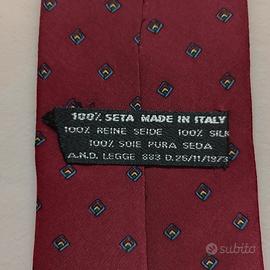 100% SETA MADE IN ITALY
100% REINE SEIDE 100% SILK
100% SOIE PURA SEDA
A.N.D. LEGGE 883 D.26/11/1973
subito